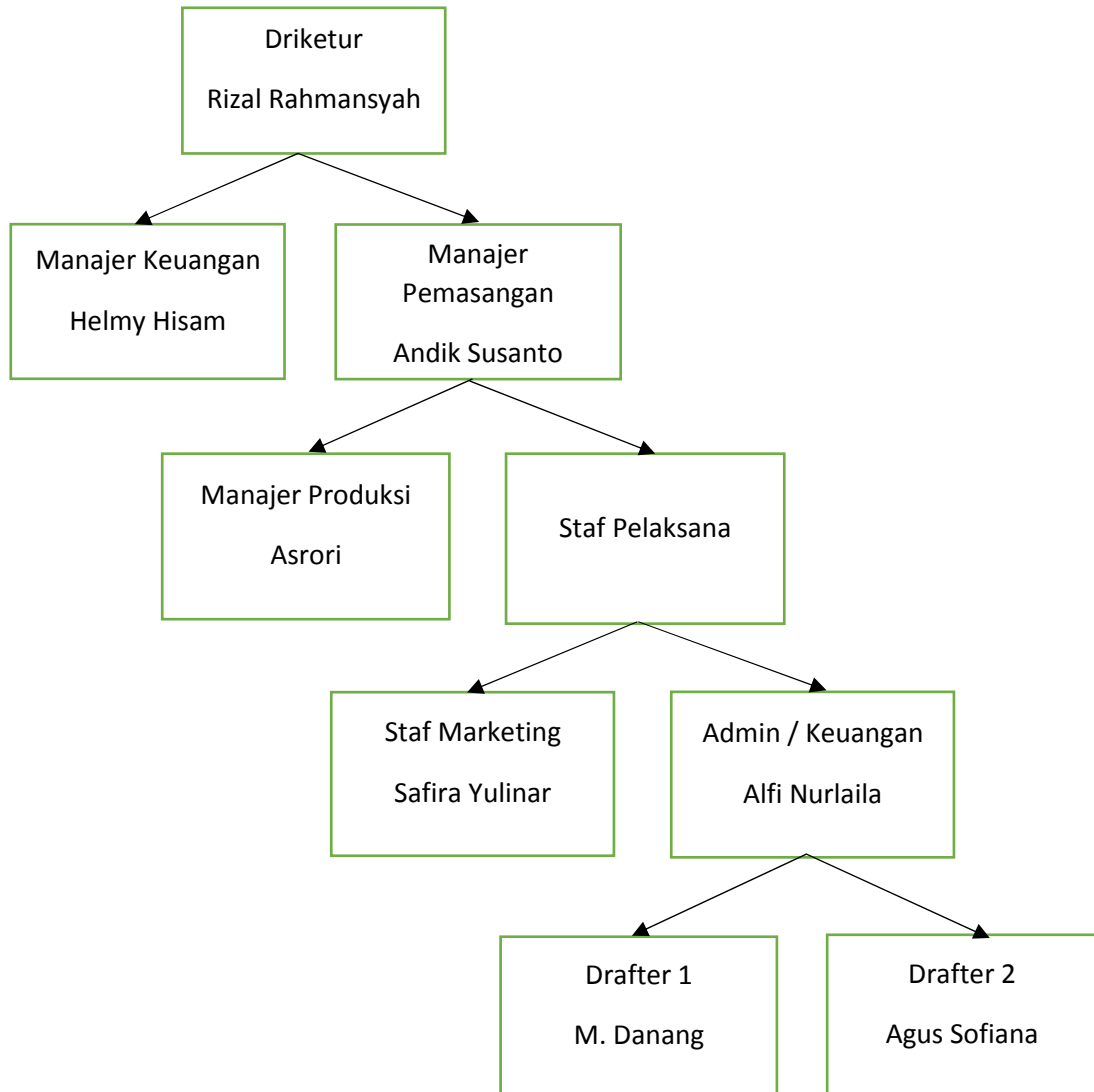 Driketur
Rizal Rahmansyah
Manajer Keuangan
Helmy Hisam
Manajer
Pemasangan
Andik Susanto
Manajer Produksi
Asrori
Staf Pelaksana
Staf Marketing
Safira Yulinar
Admin / Keuangan
Alfi Nurlaila
Drafter 1
M. Danang
Drafter 2
Agus Sofiana